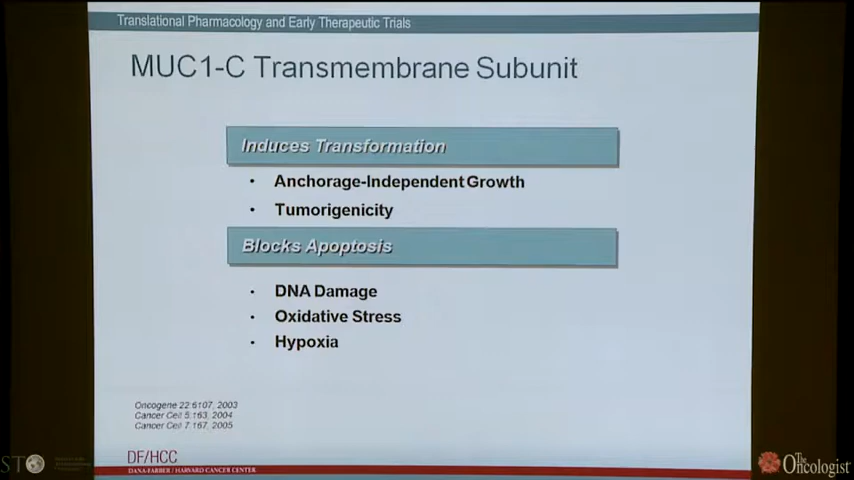 Translational Pharmacology and Early Therapeutic Trials
MUC1-C Transmembrane Subunit
Induces Transformation
• Anchorage-Independent Growth
• Tumorigenicity
Blocks Apoptosis
• DNA Damage
• Oxidative Stress
• Hypoxia
Oncogene 22:6107, 2003
Cancer Cell 5:163, 2004
Cancer Cell 7:167, 2005
DF/HCC
DANA-FARBER / HARVARD CANCER CENTER
STO
The Oncologist